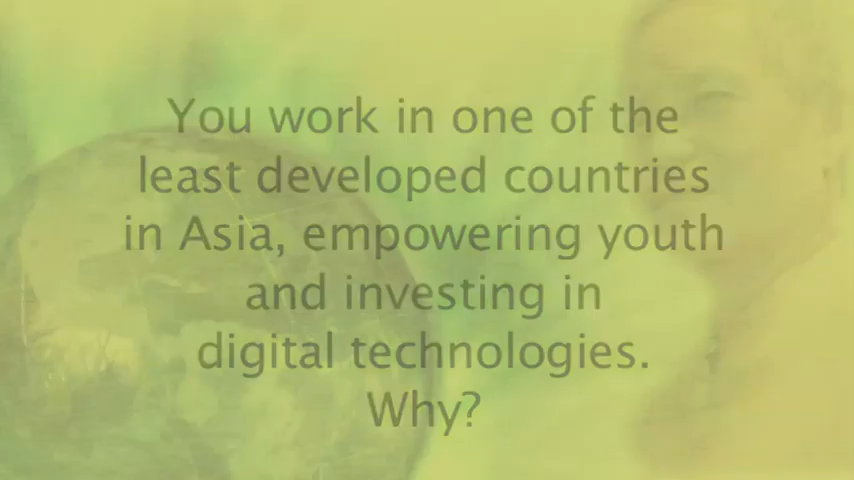 You work in one of the
least developed countries
in Asia, empowering youth
and investing in
digital technologies.
Why?